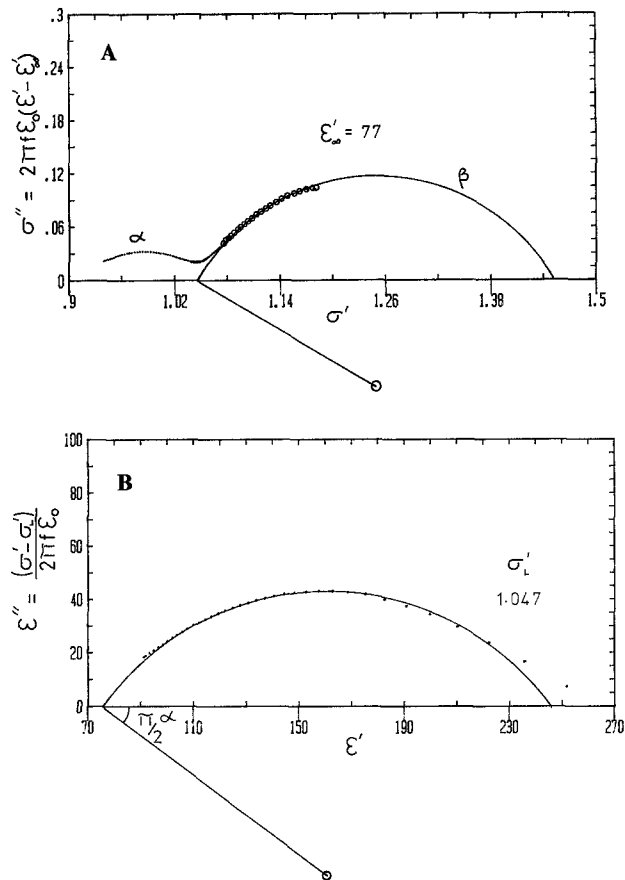 A
.3
.24
.18
.12
.06
0
σ″ = 2πfε₀(ε′-ε′∞)
ε′∞ = 77
α
β
.9 1.02 1.14 1.26 1.38 1.5
σ′
B
100
80
60
40
20
0
ε″ = (σ′-σ′L)/2πfε₀
σ′L
1.047
π/2 α
70 110 150 190 230 270
ε′